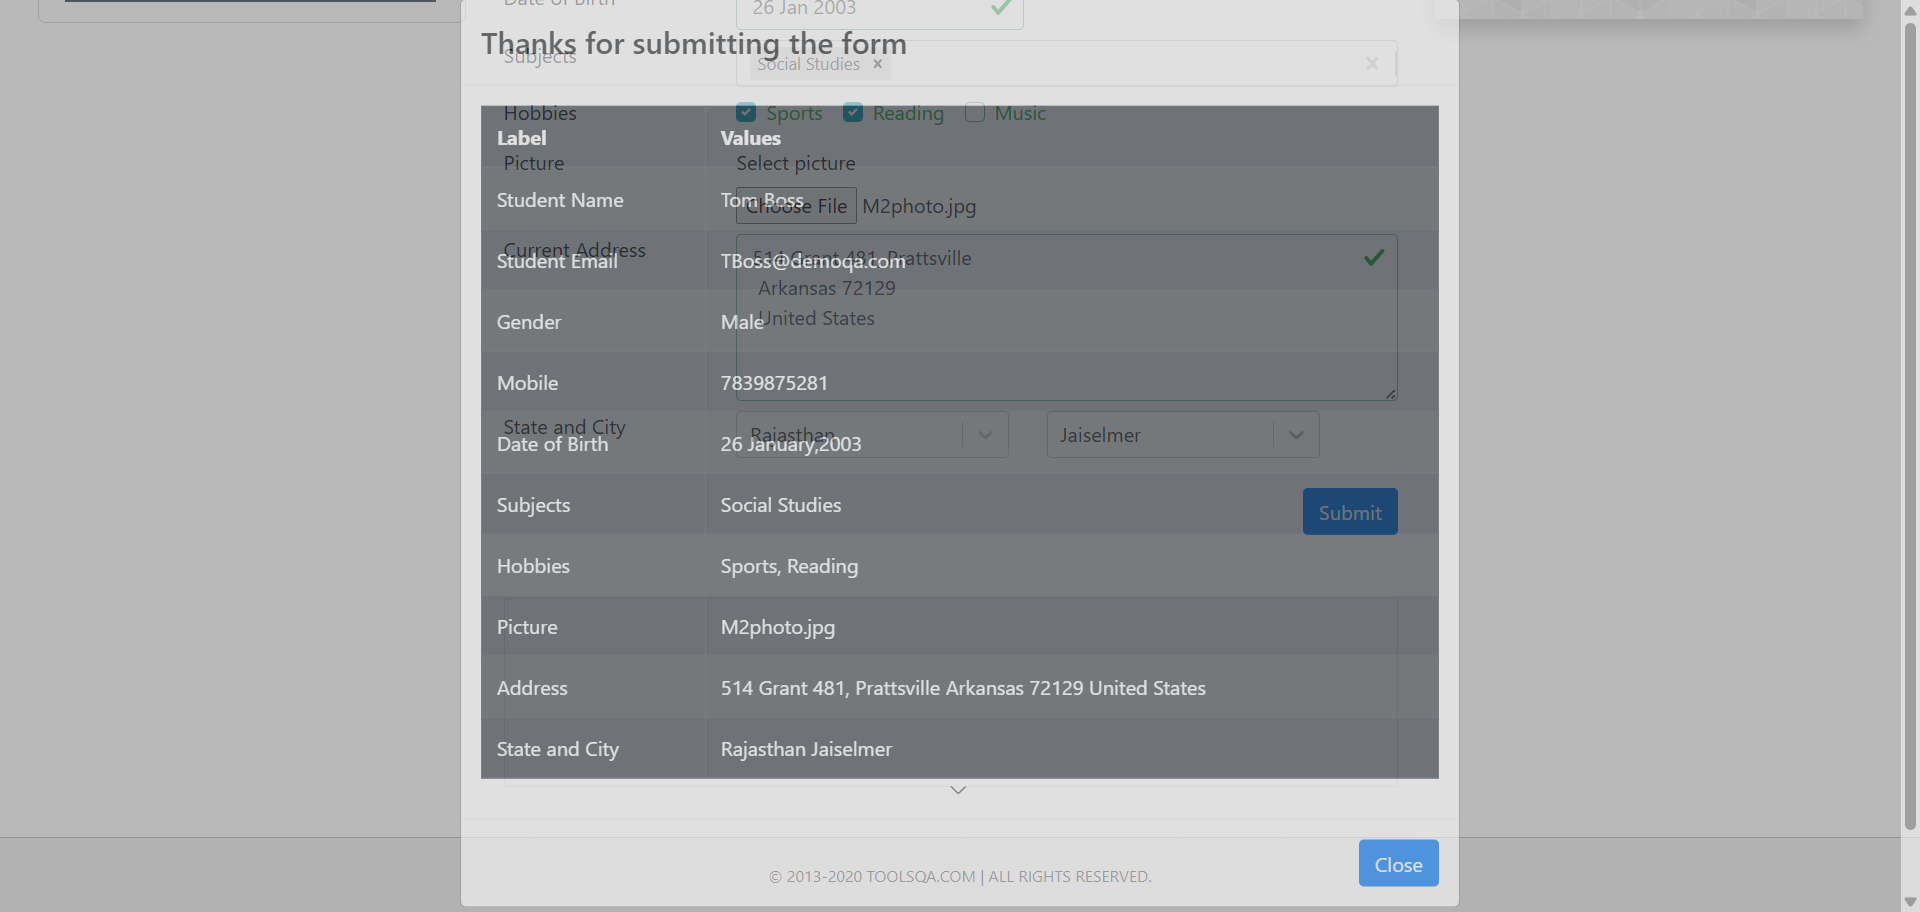 Date of Birth
26 Jan 2003
Thanks for submitting the form
Subjects
Social Studies ×
Hobbies
Sports
Reading
Music
Label
Values
Picture
Select picture
Student Name
Tom Boss
Choose File M2photo.jpg
Current Address
514 Grant 481, Prattsville
Arkansas 72129
United States
Student Email
TBoss@demoqa.com
Gender
Male
Mobile
7839875281
State and City
Rajasthan
Jaiselmer
Date of Birth
26 January,2003
Subjects
Social Studies
Submit
Hobbies
Sports, Reading
Picture
M2photo.jpg
Address
514 Grant 481, Prattsville Arkansas 72129 United States
State and City
Rajasthan Jaiselmer
Close
© 2013-2020 TOOLSQA.COM | ALL RIGHTS RESERVED.